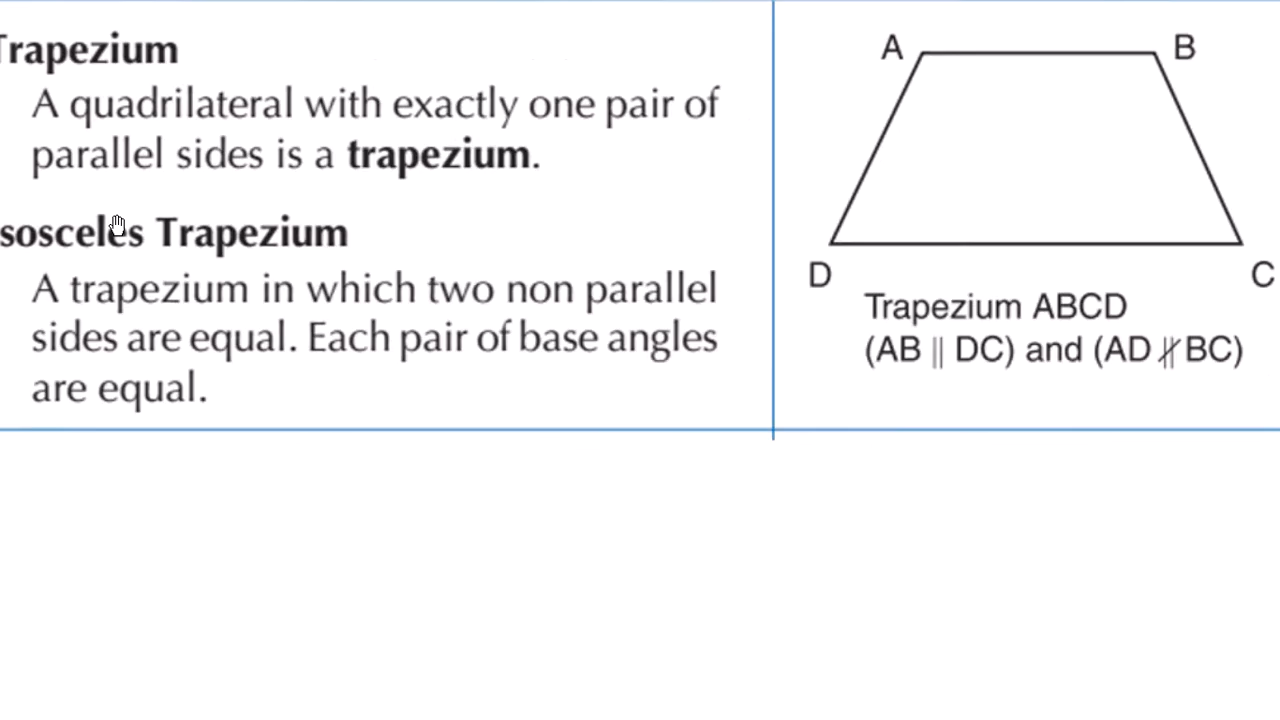 Trapezium
A quadrilateral with exactly one pair of
parallel sides is a trapezium.
sosceles Trapezium
A trapezium in which two non parallel
sides are equal. Each pair of base angles
are equal.
A B
D C
Trapezium ABCD
(AB || DC) and (AD ∦ BC)